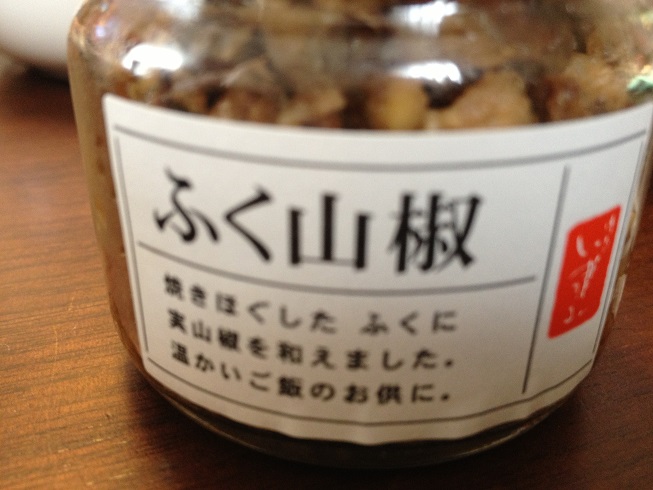 ふく山椒
焼きほぐした ふくに
実山椒を和えました。
温かいご飯のお供に。